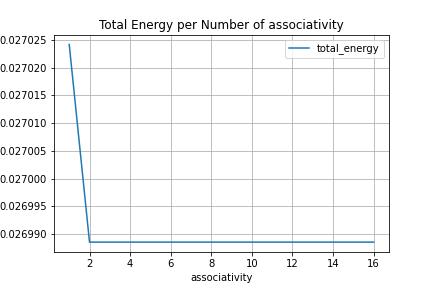 Total Energy per Number of associativity
total_energy
0.027025
0.027020
0.027015
0.027010
0.027005
0.027000
0.026995
0.026990
2 4 6 8 10 12 14 16
associativity